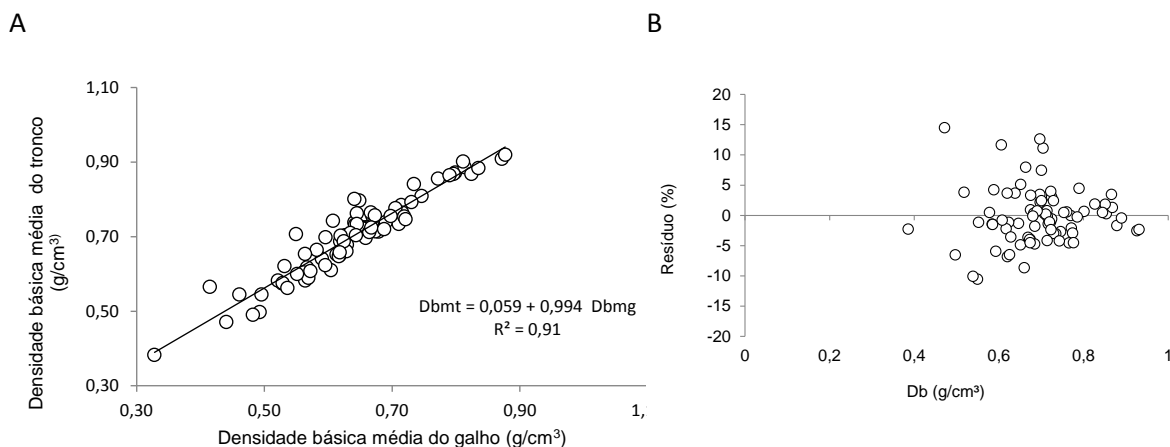 A
Densidade básica média do tronco
(g/cm³)
1,10
0,90
0,70
0,50
0,30
Dbmt = 0,059 + 0,994 Dbmg
R² = 0,91
0,30
0,50
0,70
0,90
Densidade básica média do galho (g/cm³)
B
Resíduo (%)
20
15
10
5
0
-5
-10
-15
-20
0
0,2
0,4
0,6
0,8
1
Db (g/cm³)